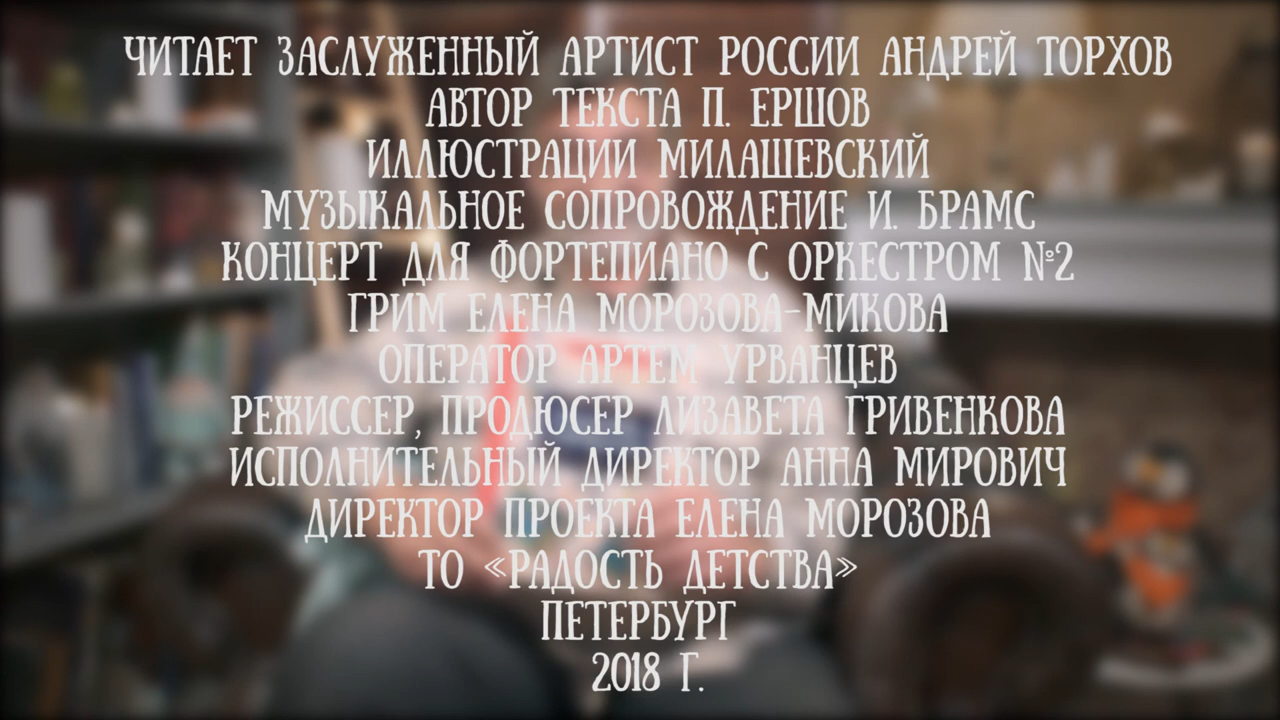 ЧИТАЕТ ЗАСЛУЖЕННЫЙ АРТИСТ РОССИИ АНДРЕЙ ТОРХОВ
АВТОР ТЕКСТА П. ЕРШОВ
ИЛЛЮСТРАЦИИ МИЛАШЕВСКИЙ
МУЗЫКАЛЬНОЕ СОПРОВОЖДЕНИЕ И. БРАМС
КОНЦЕРТ ДЛЯ ФОРТЕПИАНО С ОРКЕСТРОМ №2
ГРИМ ЕЛЕНА МОРОЗОВА-МИКОВА
ОПЕРАТОР АРТЕМ УРВАНЦЕВ
РЕЖИССЕР, ПРОДЮСЕР ЛИЗАВЕТА ГРИВЕНКОВА
ИСПОЛНИТЕЛЬНЫЙ ДИРЕКТОР АННА МИРОВИЧ
ДИРЕКТОР ПРОЕКТА ЕЛЕНА МОРОЗОВА
ТО «РАДОСТЬ ДЕТСТВА»
ПЕТЕРБУРГ
2018 Г.